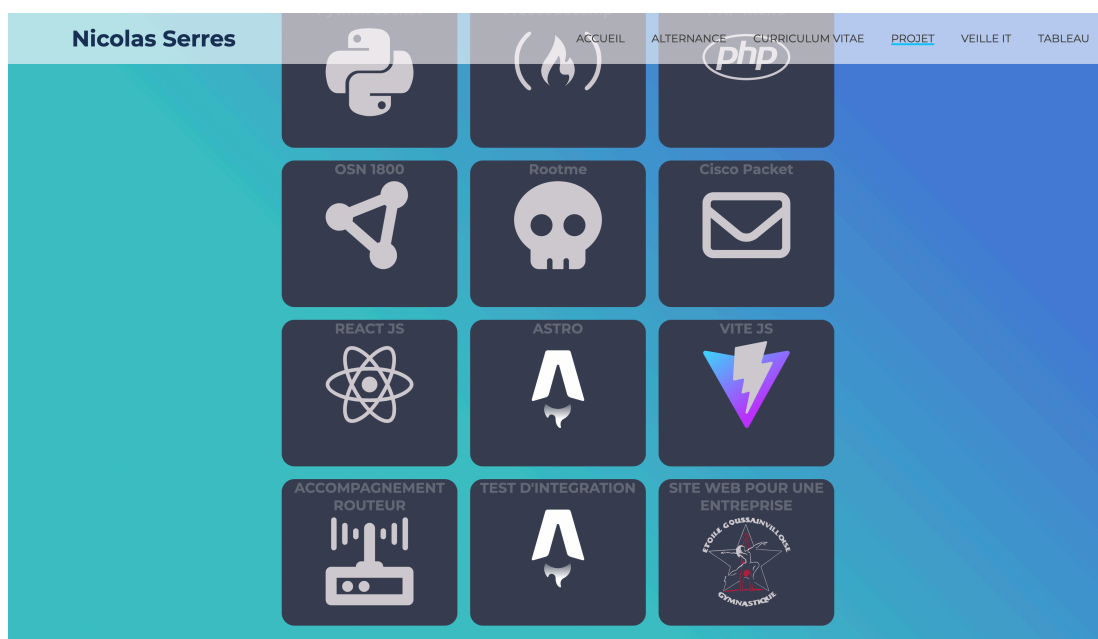 Nicolas Serres
ACCUEIL ALTERNANCE CURRICULUM VITAE PROJET VEILLE IT TABLEAU
php
OSN 1800 Rootme Cisco Packet
REACT JS ASTRO VITE JS
ACCOMPAGNEMENT ROUTEUR
TEST D'INTEGRATION
SITE WEB POUR UNE ENTREPRISE
ETOILE GOUSSAINVILLOISE
GYMNASTIQUE